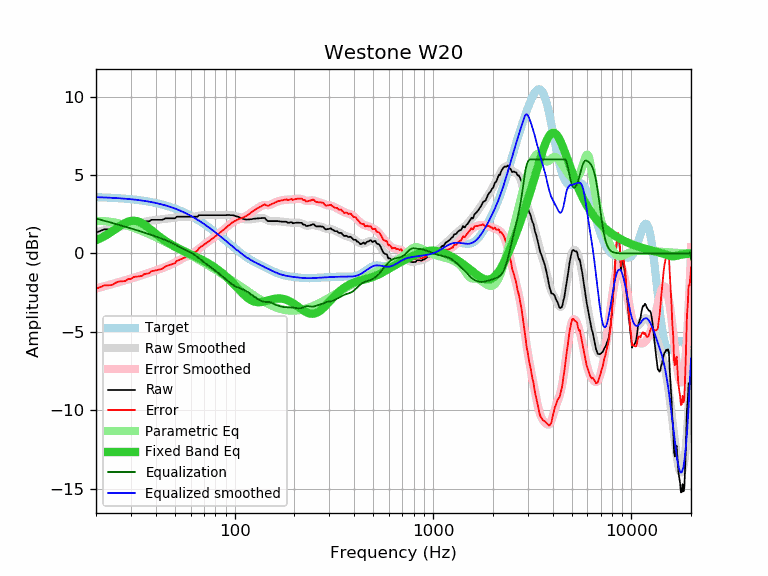 Westone W20
Amplitude (dBr)
10
5
0
−5
−10
−15
Target
Raw Smoothed
Error Smoothed
Raw
Error
Parametric Eq
Fixed Band Eq
Equalization
Equalized smoothed
100 1000 10000
Frequency (Hz)